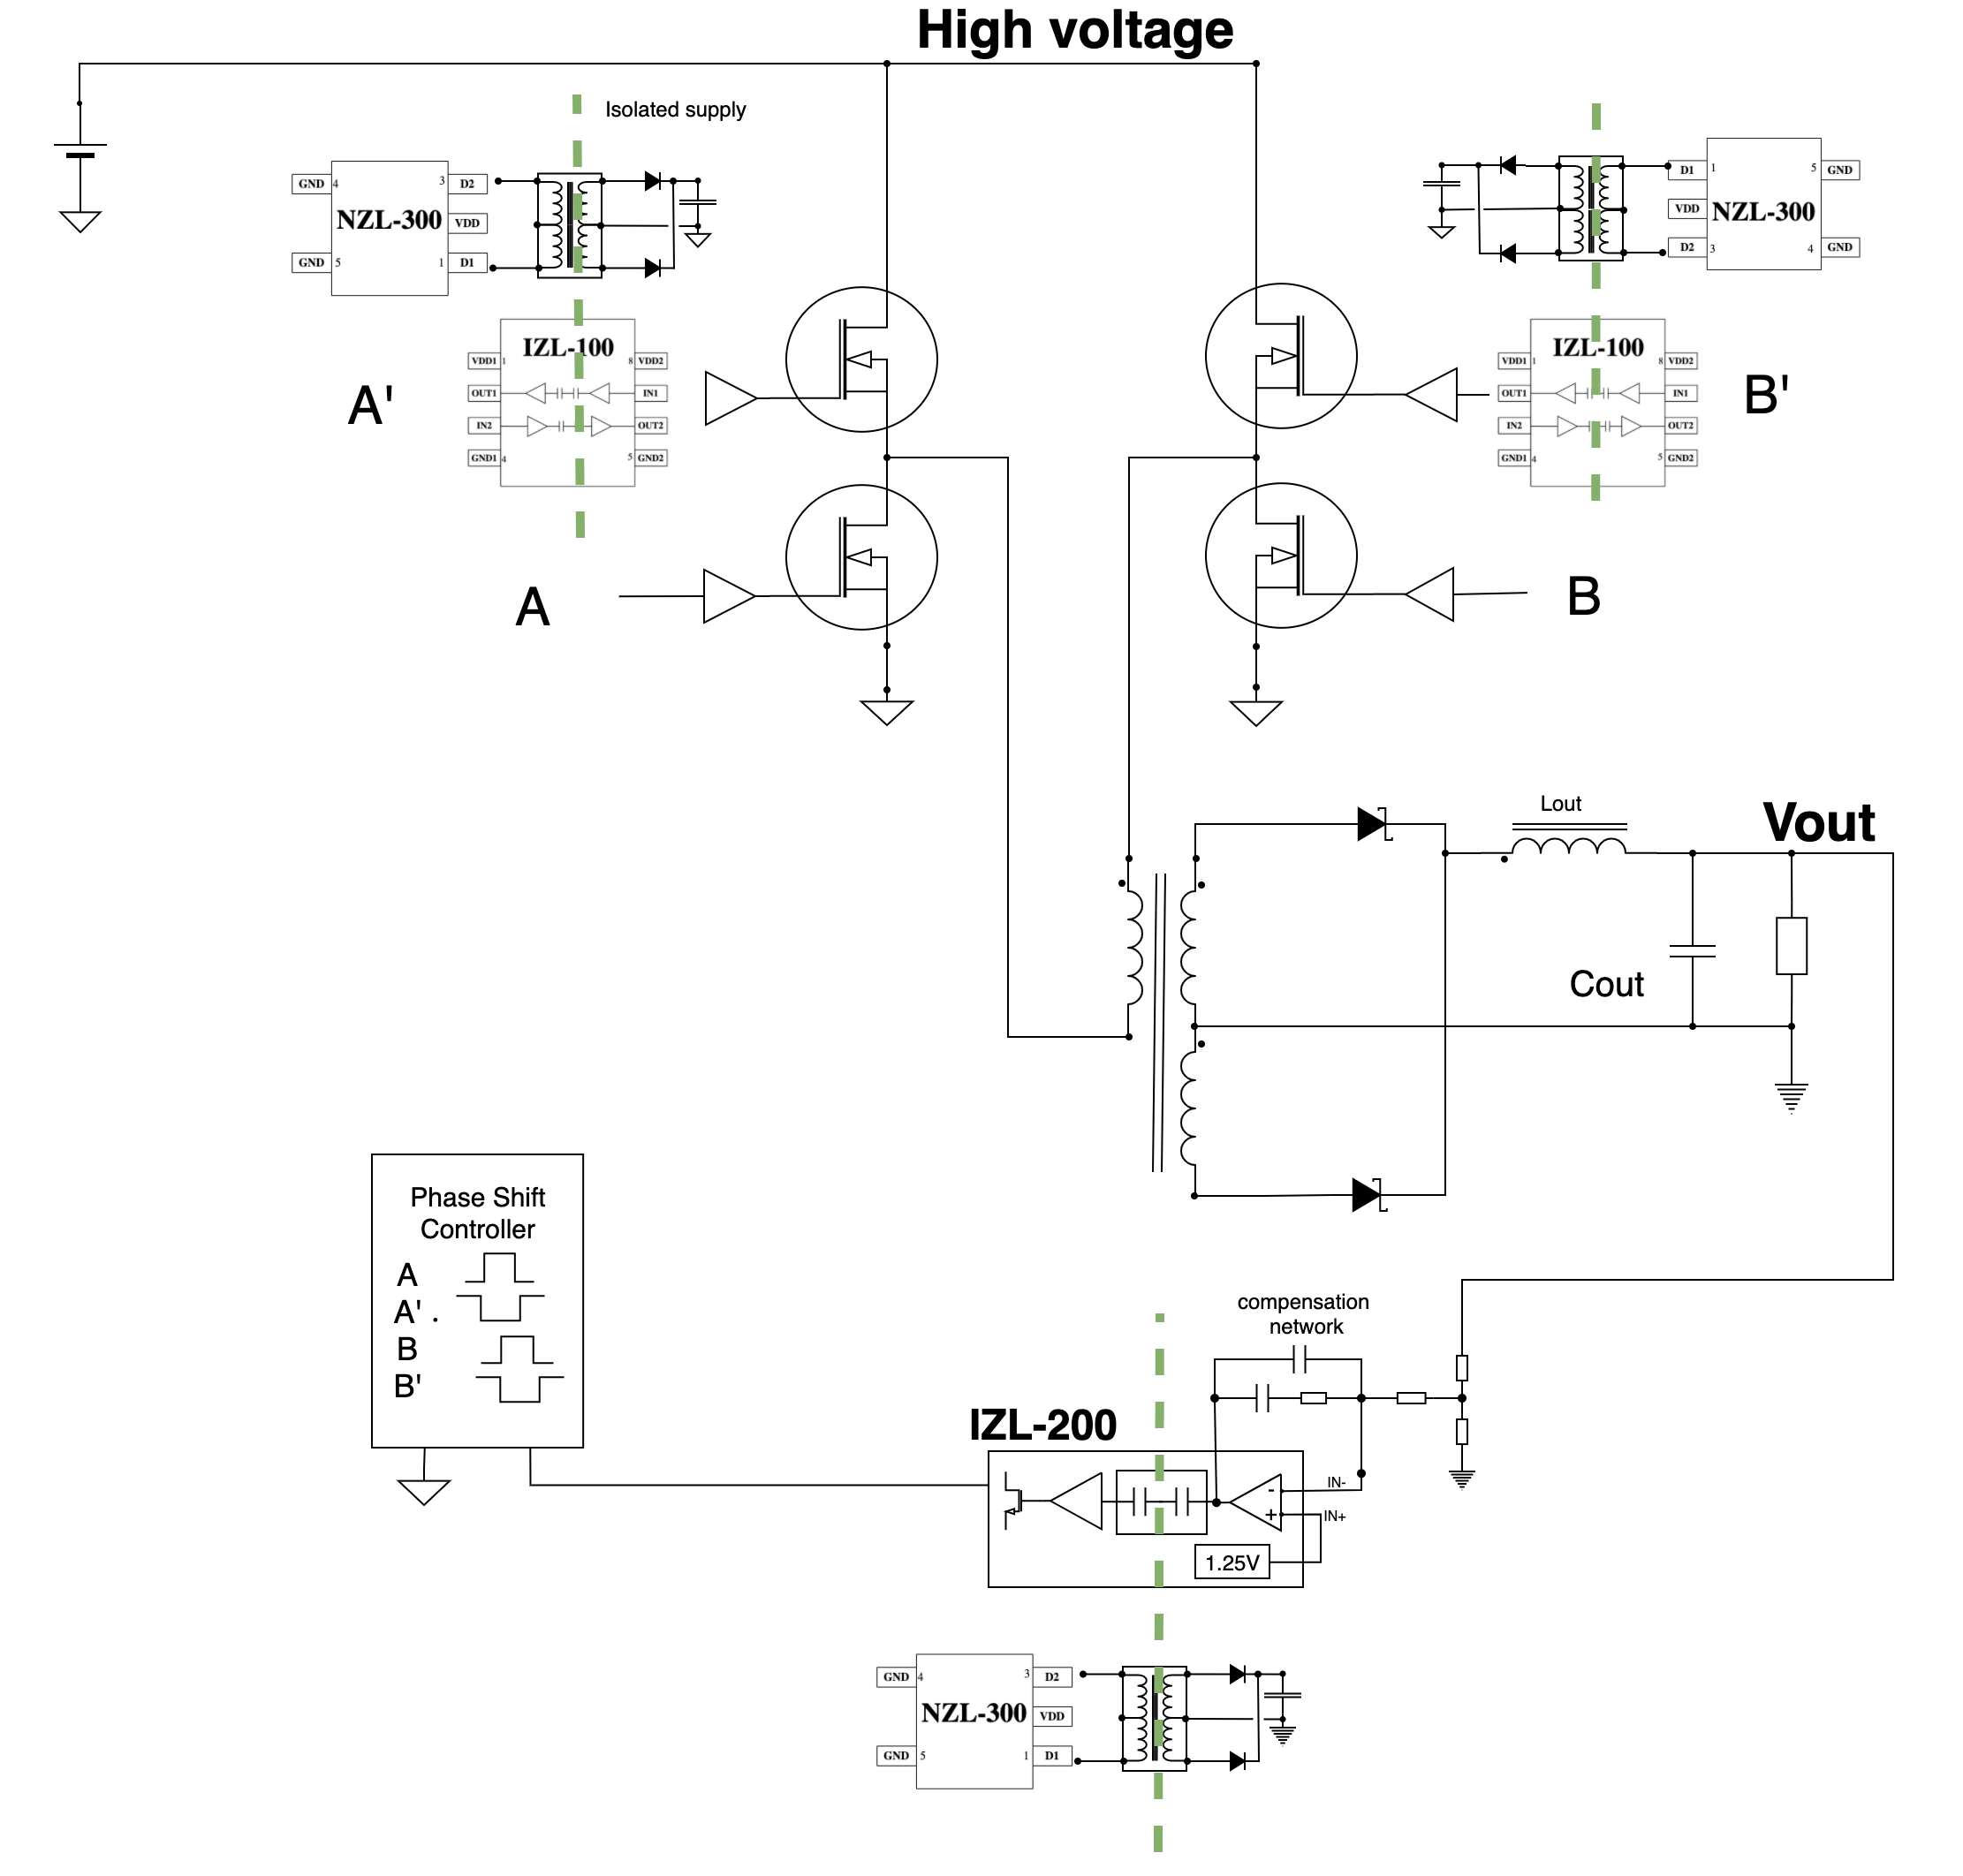 High voltage
Isolated supply
GND 4 3 D2
NZL-300
VDD
GND 5 1 D1
D1 1 5 GND
VDD
NZL-300
D2 3 4 GND
IZL-100
VDD1 1 8 VDD2
OUT1 IN1
IN2 OUT2
GND1 4 5 GND2
A'
IZL-100
VDD1 1 8 VDD2
OUT1 IN1
IN2 OUT2
GND1 4 5 GND2
B'
A
B
Lout
Vout
Cout
Phase Shift
Controller
A
A' .
B
B'
compensation
network
IZL-200
IN-
-
+
IN+
1.25V
GND 4 3 D2
NZL-300
VDD
GND 5 1 D1